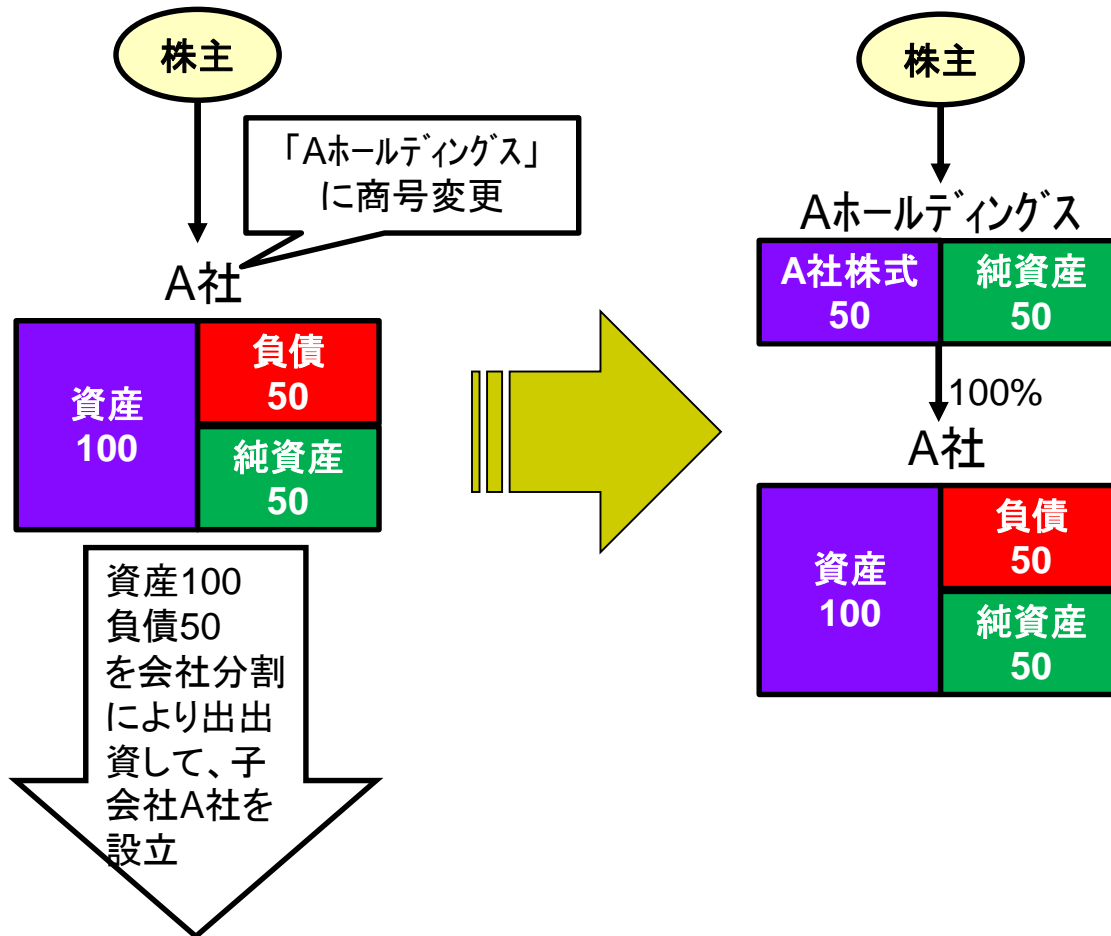 株主
「Aホールディングス」
に商号変更
A社
資産
100
負債
50
純資産
50
資産100
負債50
を会社分割
により出出
資して、子
会社A社を
設立
株主
Aホールディングス
A社株式
50
純資産
50
100%
A社
資産
100
負債
50
純資産
50